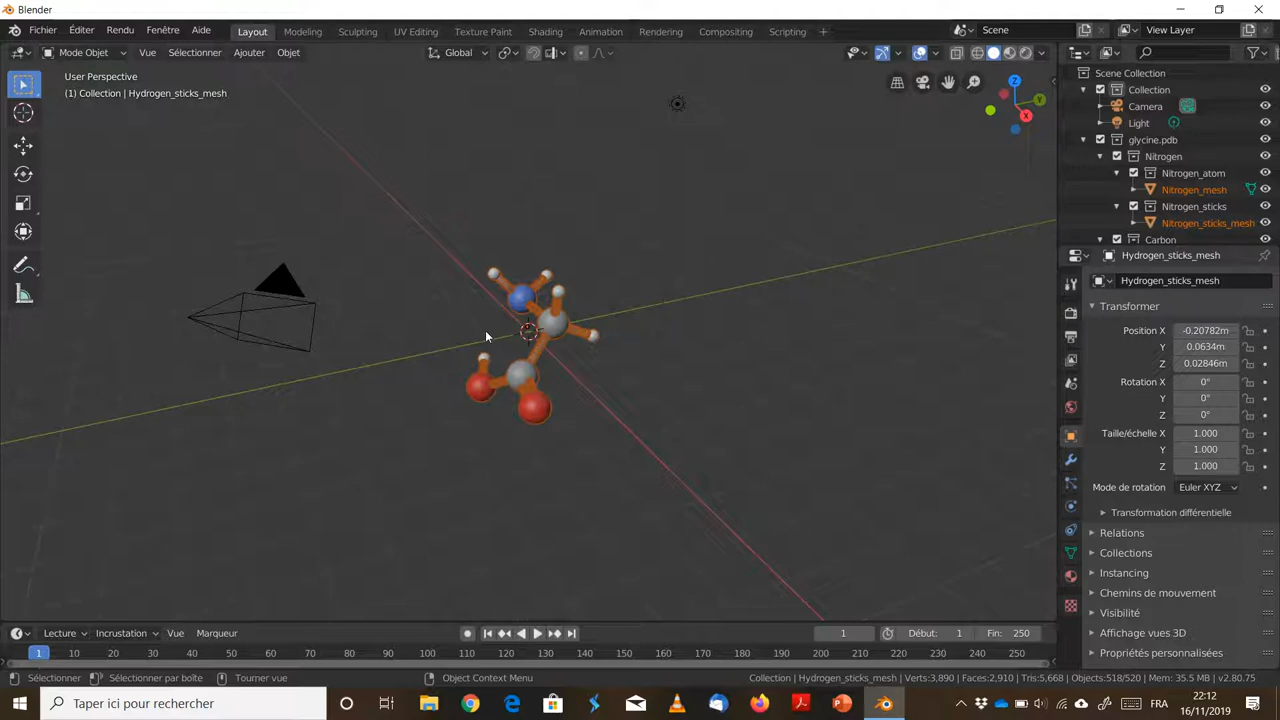 Blender
Fichier Éditer Rendu Fenêtre Aide Layout Modeling Sculpting UV Editing Texture Paint Shading Animation Rendering Compositing Scripting + Scene View Layer
Mode Objet Vue Sélectionner Ajouter Objet Global
User Perspective
(1) Collection | Hydrogen_sticks_mesh
Z
Y
X
Scene Collection
Collection
Camera
Light
glycine.pdb
Nitrogen
Nitrogen_atom
Nitrogen_mesh
Nitrogen_sticks
Nitrogen_sticks_mesh
Carbon
Hydrogen_sticks_mesh
Hydrogen_sticks_mesh
Transformer
Position X -0.20782m
Y 0.0634m
Z 0.02846m
Rotation X 0°
Y 0°
Z 0°
Taille/échelle X 1.000
Y 1.000
Z 1.000
Mode de rotation Euler XYZ
Transformation différentielle
Relations
Collections
Instancing
Chemins de mouvement
Visibilité
Affichage vues 3D
Propriétés personnalisées
Lecture Incrustation Vue Marqueur 1 Début: 1 Fin: 250
1 10 20 30 40 50 60 70 80 90 100 110 120 130 140 150 160 170 180 190 200 210 220 230 240 250
Sélectionner Sélectionner par boîte Tourner vue Object Context Menu Collection | Hydrogen_sticks_mesh | Verts:3,890 | Faces:2,910 | Tris:5,668 | Objects:518/520 | Mem: 35.5 MB | v2.80.75
Taper ici pour rechercher FRA 22:12
16/11/2019